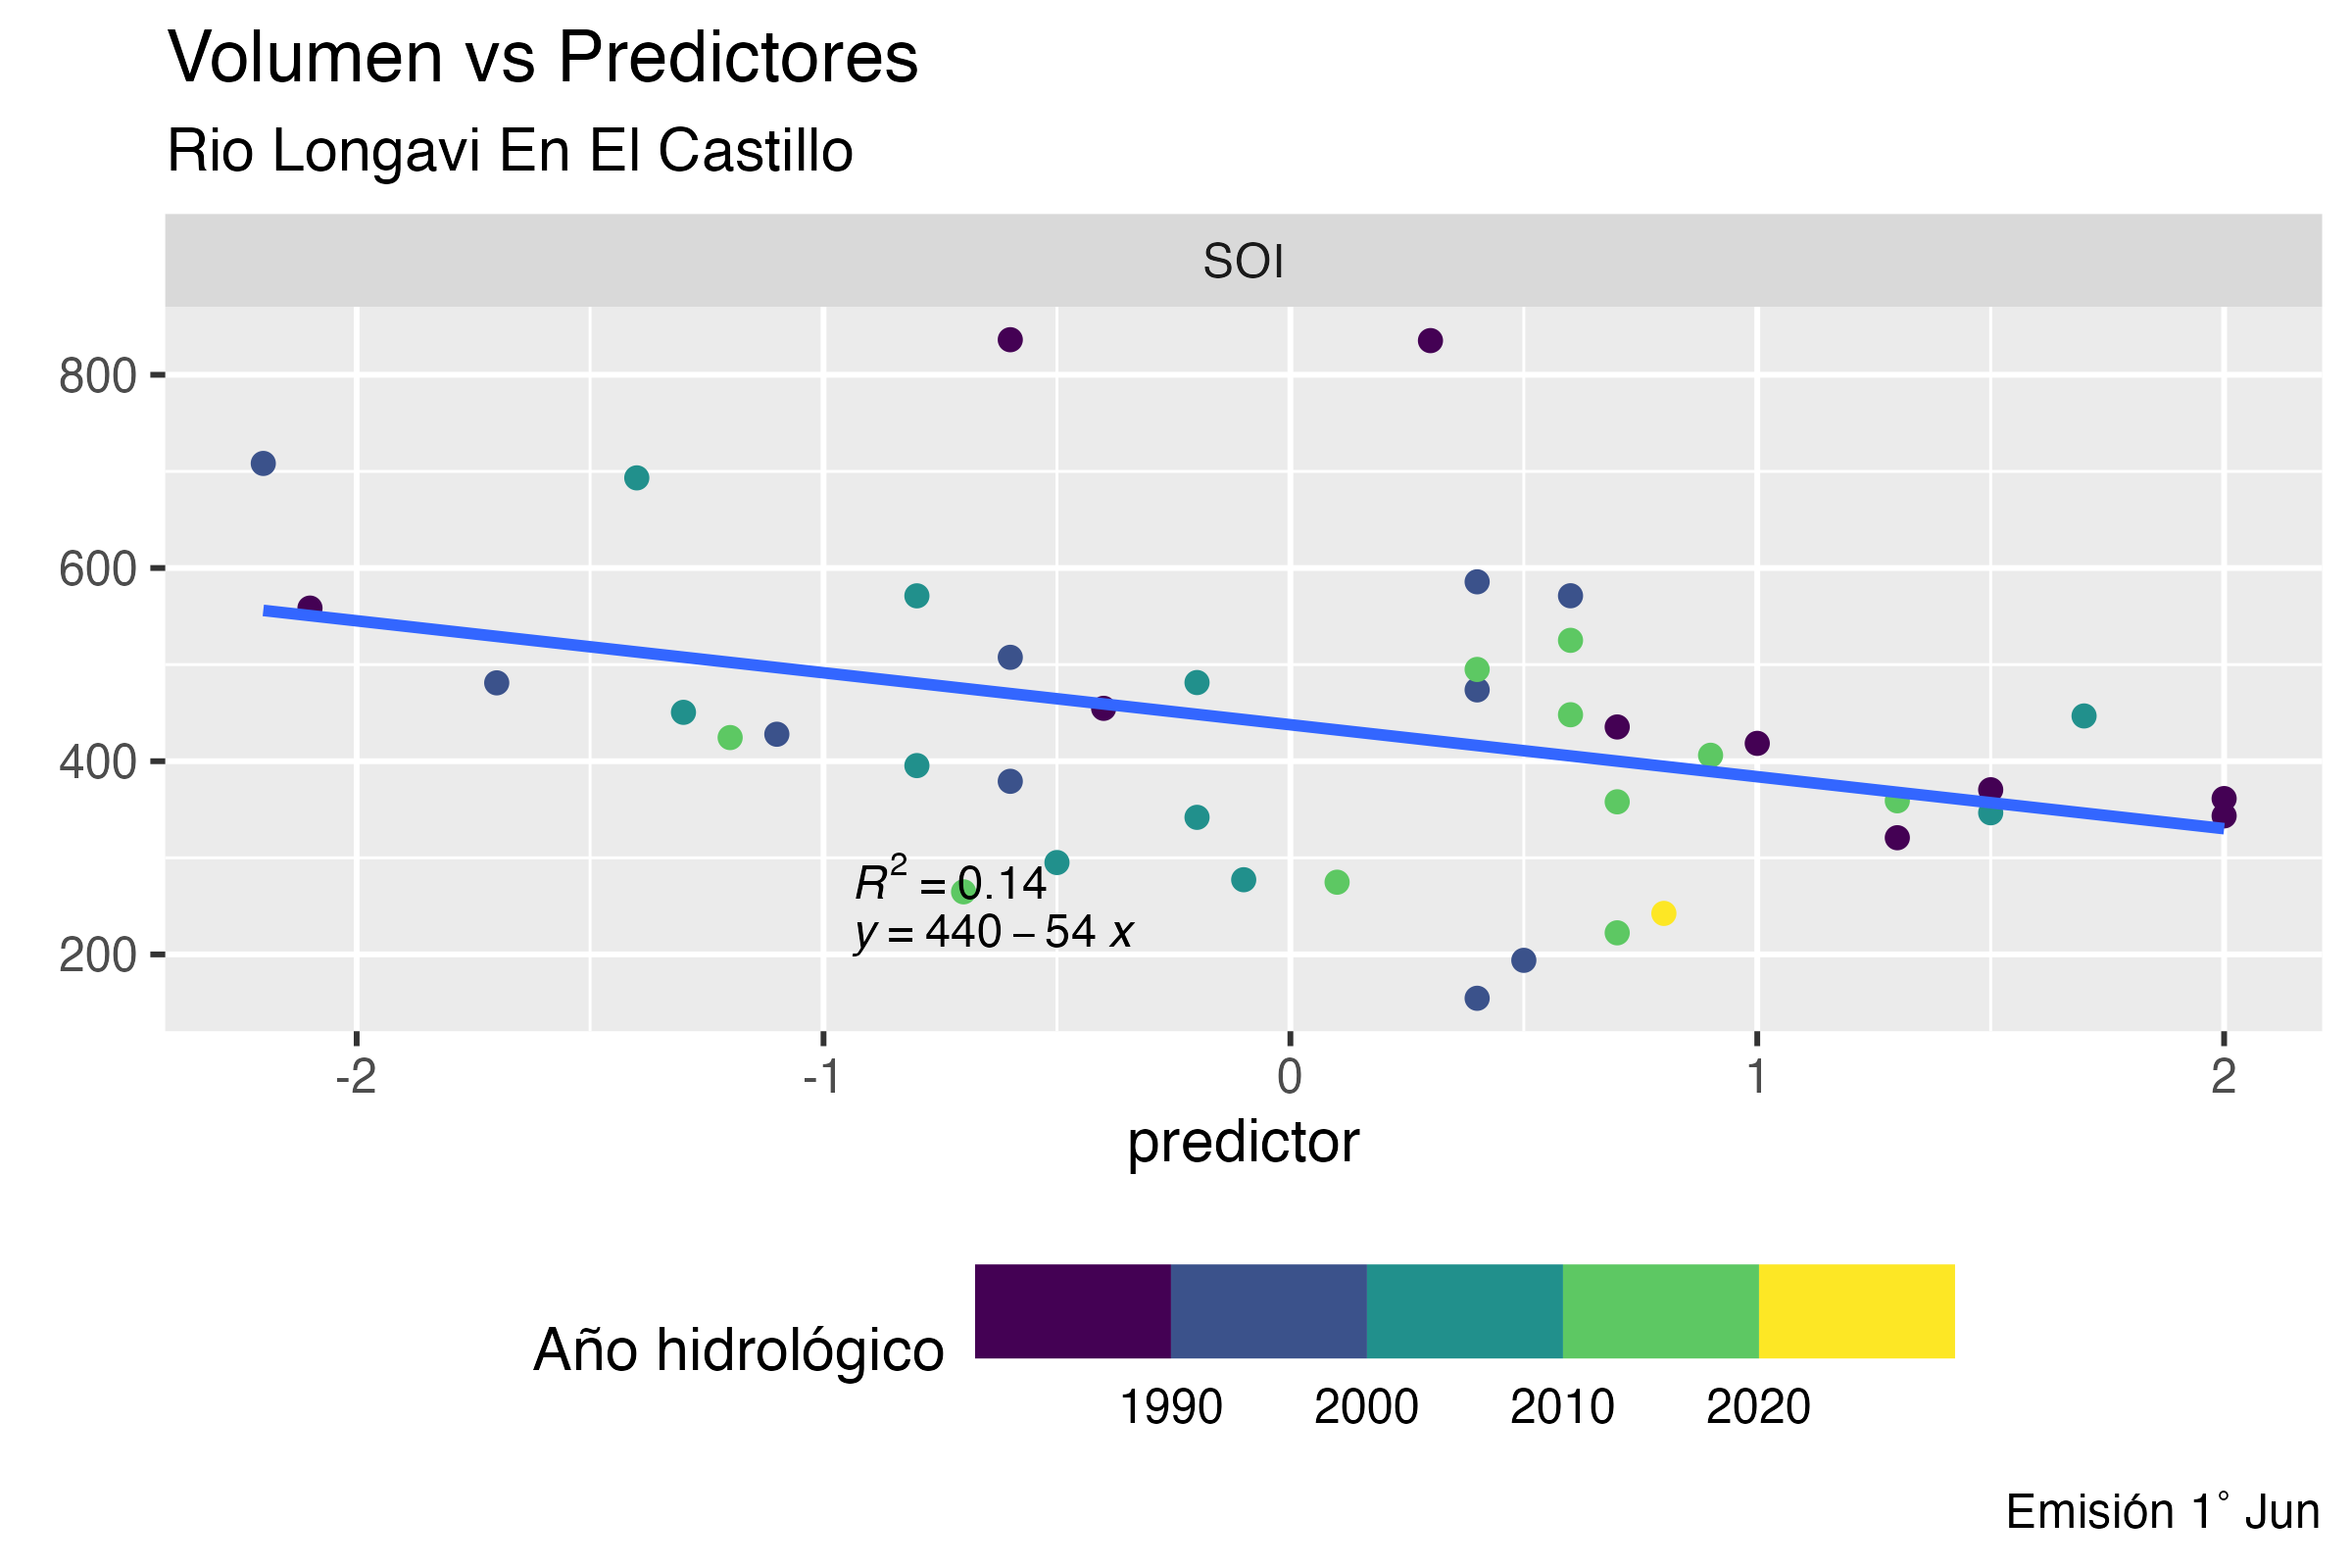 Volumen vs Predictores
Rio Longavi En El Castillo
SOI
800
600
400
200
R² = 0.14
y = 440 − 54 x
-2 -1 0 1 2
predictor
Año hidrológico
1990 2000 2010 2020
Emisión 1° Jun